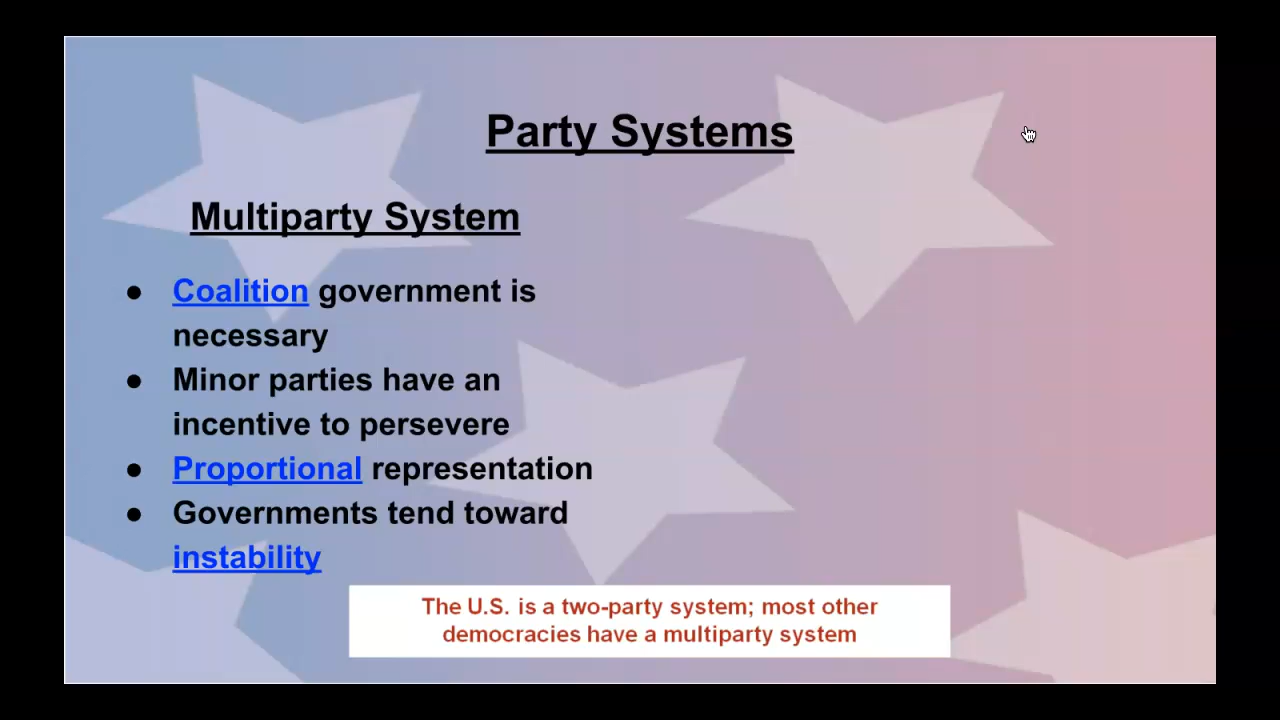 Party Systems
Multiparty System
● Coalition government is
necessary
● Minor parties have an
incentive to persevere
● Proportional representation
● Governments tend toward
instability
The U.S. is a two-party system; most other
democracies have a multiparty system